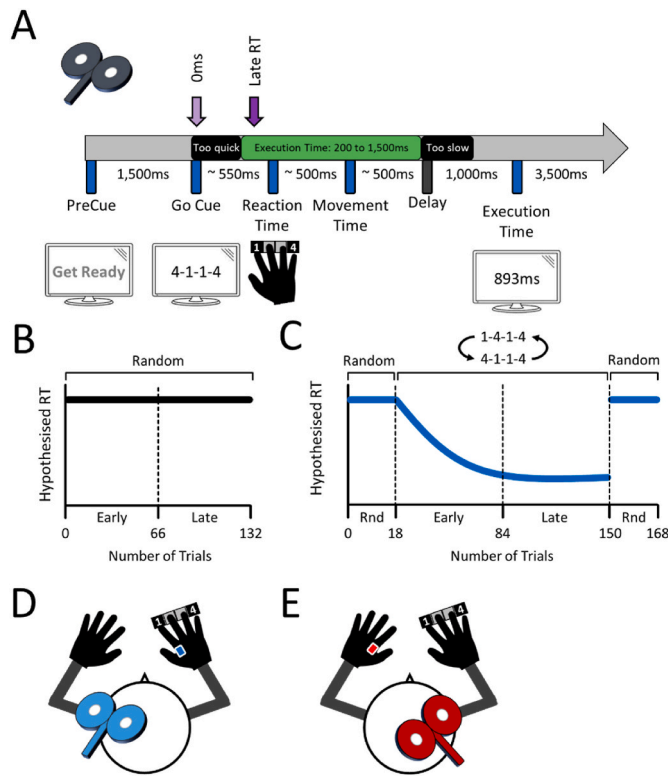 A
0ms
Late RT
Too quick
Execution Time: 200 to 1,500ms
Too slow
1,500ms
~ 550ms
~ 500ms
~ 500ms
1,000ms
3,500ms
PreCue
Go Cue
Reaction
Time
Movement
Time
Delay
Execution
Time
Get Ready
4-1-1-4
1 4
893ms
B
Random
Hypothesised RT
Early
Late
0
66
132
Number of Trials
C
1-4-1-4
4-1-1-4
Random
Random
Hypothesised RT
Rnd
Early
Late
Rnd
0
18
84
150
168
Number of Trials
D
1 4
E
1 4